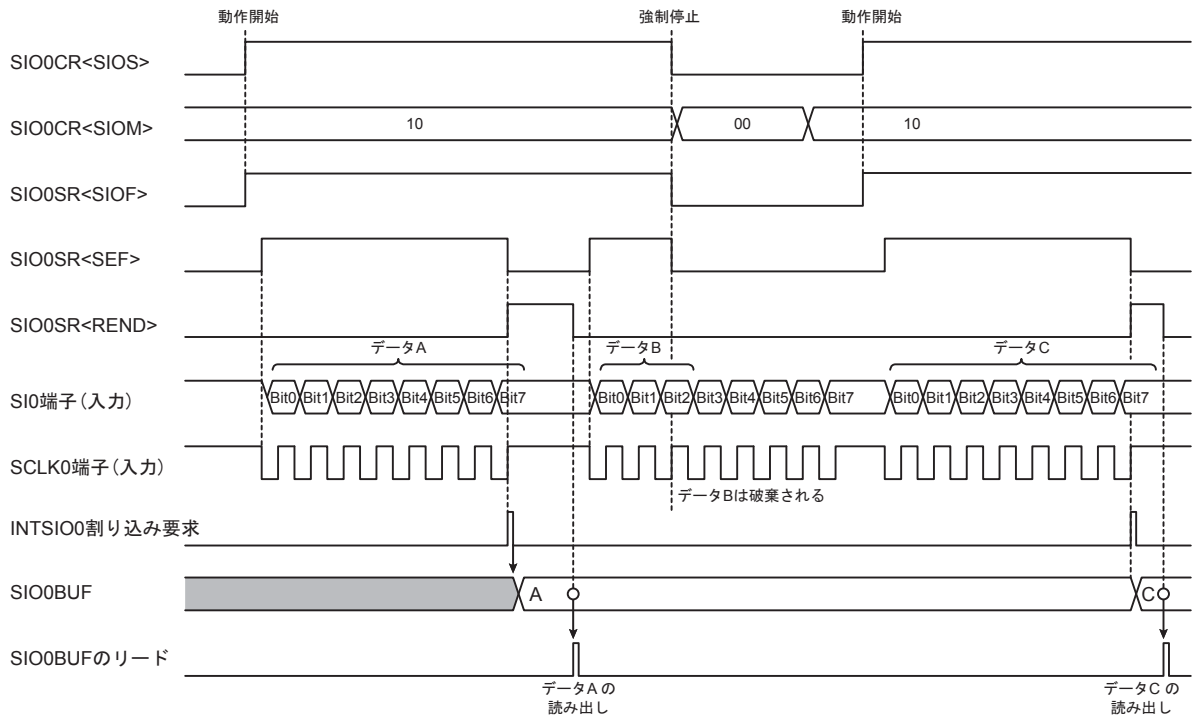 動作開始 強制停止 動作開始
SIO0CR<SIOS>
SIO0CR<SIOM> 10 00 10
SIO0SR<SIOF>
SIO0SR<SEF>
SIO0SR<REND>
データA データB データC
SI0端子(入力) Bit0 Bit1 Bit2 Bit3 Bit4 Bit5 Bit6 Bit7 Bit0 Bit1 Bit2 Bit3 Bit4 Bit5 Bit6 Bit7 Bit0 Bit1 Bit2 Bit3 Bit4 Bit5 Bit6 Bit7
SCLK0端子(入力)
データBは破棄される
INTSIO0割り込み要求
SIO0BUF A C
SIO0BUFのリード
データAの データCの
読み出し 読み出し